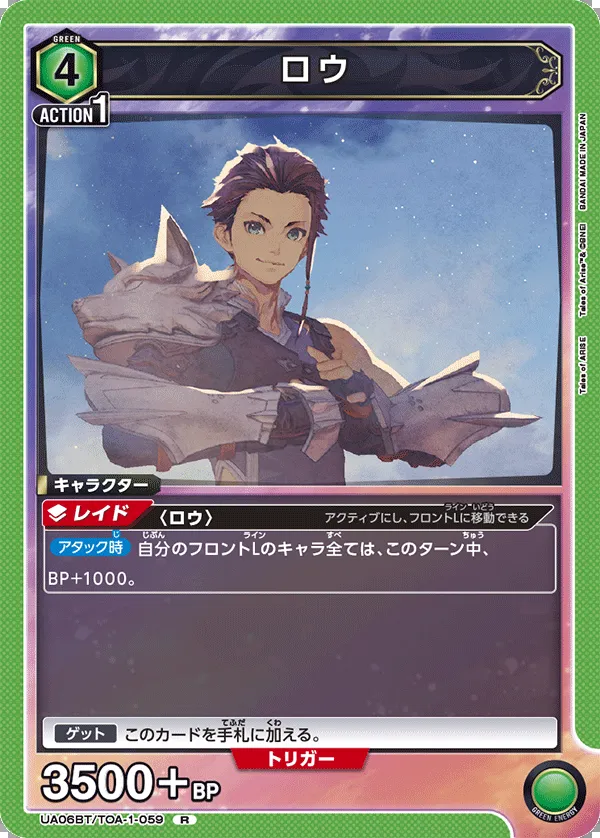 GREEN
4
ロウ
ACTION 1
BANDAI MADE IN JAPAN
Tales of Arise™& ©BNEI
Tales of ARISE
キャラクター
レイド 〈ロウ〉 アクティブにし、フロントLに移動できる
アタック時 自分のフロントLのキャラ全ては、このターン中、
BP+1000。
ゲット このカードを手札に加える。
トリガー
3500+BP
GREEN ENERGY
UA06BT/TOA-1-059 R